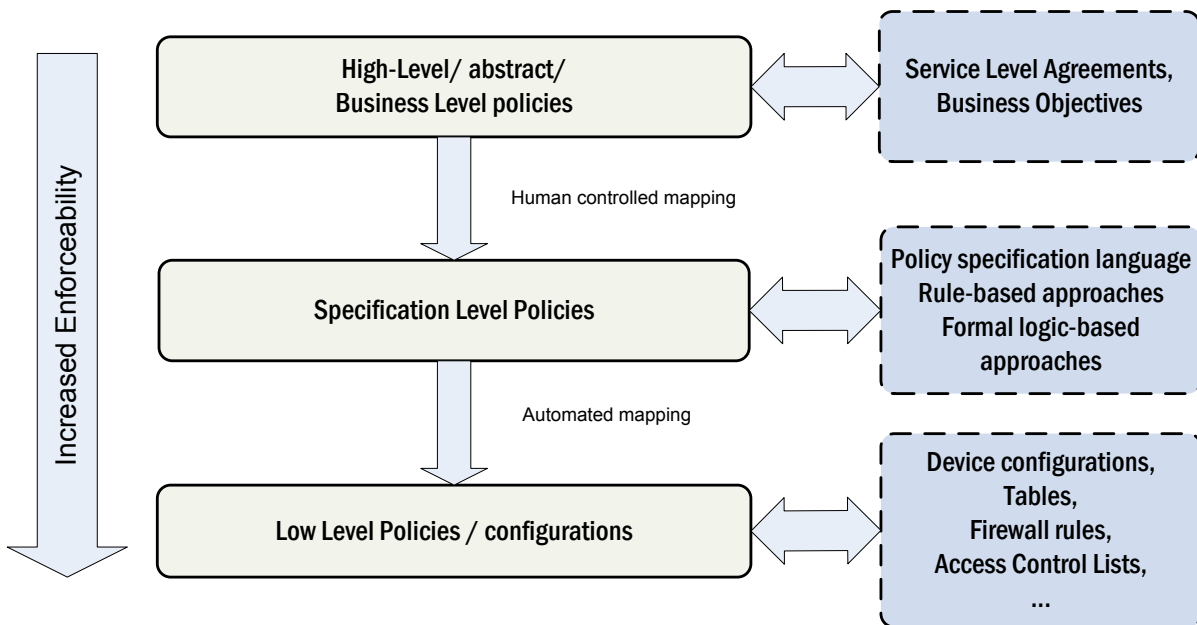 High-Level/ abstract/
Business Level policies
Service Level Agreements,
Business Objectives
Increased Enforceability
Human controlled mapping
Specification Level Policies
Policy specification language
Rule-based approaches
Formal logic-based
approaches
Automated mapping
Low Level Policies / configurations
Device configurations,
Tables,
Firewall rules,
Access Control Lists,
...